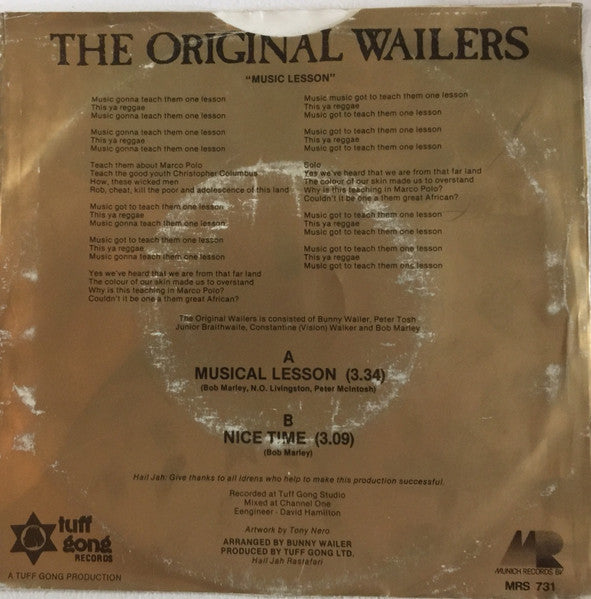 THE ORIGINAL WAILERS
"MUSIC LESSON"
Music gonna teach them one lesson
This ya reggae
Music gonna teach them one lesson
Music gonna teach them one lesson
This ya reggae
Music gonna teach them one lesson
Teach them about Marco Polo
Teach the good youth Christopher Columbus
How, these wicked men
Rob, cheat, kill the poor and adolescence of this land
Music got to teach them one lesson
This ya reggae
Music gonna teach them one lesson
Music got to teach them one lesson
This ya reggae
Music gonna teach them one lesson
Yes we've heard that we are from that far land
The colour of our skin made us to overstand
Why is this teaching in Marco Polo?
Couldn't it be one a them great African?
Music music got to teach them one lesson
This ya reggae
Music got to teach them one lesson
Music got to teach them one lesson
This ya reggae
Music got to teach them one lesson
Solo
Yes we've heard that we are from that far land
The colour of our skin made us to overstand
Why is this teaching in Marco Polo?
Couldn't it be one a them great African?
Music got to teach them one lesson
This ya reggae
Music got to teach them one lesson
Music got to teach them one lesson
This ya reggae
Music got to teach them one lesson
The Original Wailers is consisted of Bunny Wailer, Peter Tosh
Junior Braithwaite, Constantine (Vision) Walker and Bob Marley
A
MUSICAL LESSON (3.34)
(Bob Marley, N.O. Livingston, Peter McIntosh)
B
NICE TIME (3.09)
(Bob Marley)
Hail Jah. Give thanks to all idrens who help to make this production successful.
Recorded at Tuff Gong Studio
Mixed at Channel One
Eengineer - David Hamilton
Artwork by Tony Nero
ARRANGED BY BUNNY WAILER
PRODUCED BY TUFF GONG LTD.
Hail Jah Rastafari
tuff
gong
RECORDS
A TUFF GONG PRODUCTION
MR
MUNICH RECORDS BV
MRS 731